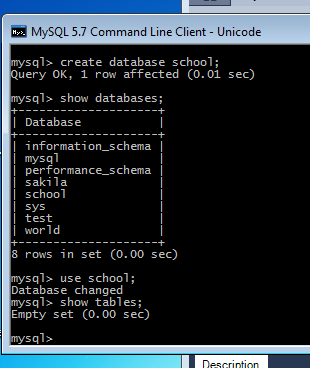 MySQL 5.7 Command Line Client - Unicode
mysql> create database school;
Query OK, 1 row affected (0.01 sec)
mysql> show databases;
+--------------------+
| Database           |
+--------------------+
| information_schema |
| mysql              |
| performance_schema |
| sakila             |
| school             |
| sys                |
| test               |
| world              |
+--------------------+
8 rows in set (0.00 sec)
mysql> use school;
Database changed
mysql> show tables;
Empty set (0.00 sec)
mysql>
Description